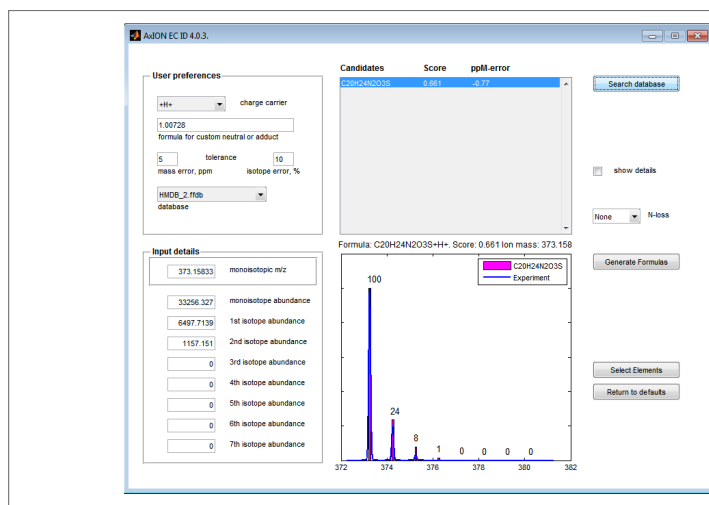 AxION EC ID 4.0.3.
User preferences
+H+
charge carrier
1.00728
formula for custom neutral or adduct
5
tolerance
10
mass error, ppm
isotope error, %
HMDB_2.ffdb
database
Candidates Score ppM-error
C20H24N2O3S 0.661 -0.77
Search database
show details
None
N-loss
Generate Formulas
Select Elements
Return to defaults
Input details
373.15833 monoisotopic m/z
33256.327 monoisotope abundance
6497.7139 1st isotope abundance
1157.151 2nd isotope abundance
0 3rd isotope abundance
0 4th isotope abundance
0 5th isotope abundance
0 6th isotope abundance
0 7th isotope abundance
Formula: C20H24N2O3S+H+. Score: 0.661 Ion mass: 373.158
C20H24N2O3S
Experiment
100
24
8
1
0
0
0
0
372 374 376 378 380 382